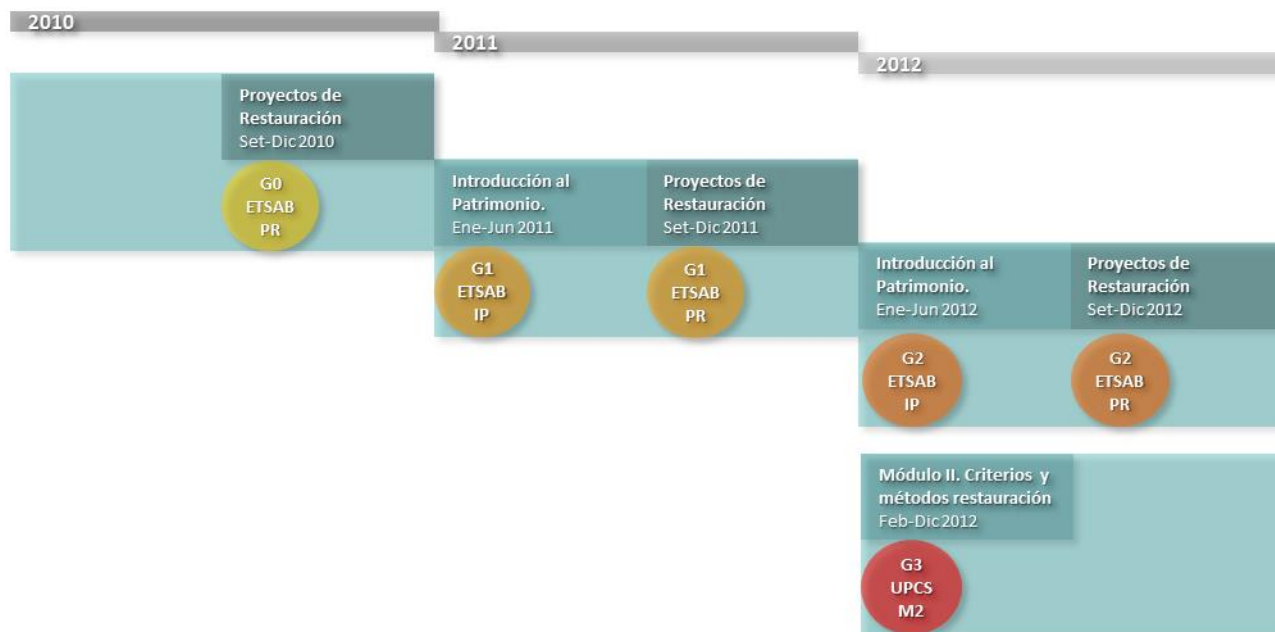 2010
2011
2012
Proyectos de
Restauración
Set-Dic 2010
G0
ETSAB
PR
Introducción al
Patrimonio.
Ene-Jun 2011
G1
ETSAB
IP
Proyectos de
Restauración
Set-Dic 2011
G1
ETSAB
PR
Introducción al
Patrimonio.
Ene-Jun 2012
G2
ETSAB
IP
Proyectos de
Restauración
Set-Dic 2012
G2
ETSAB
PR
Módulo II. Criterios y
métodos restauración
Feb-Dic 2012
G3
UPCS
M2